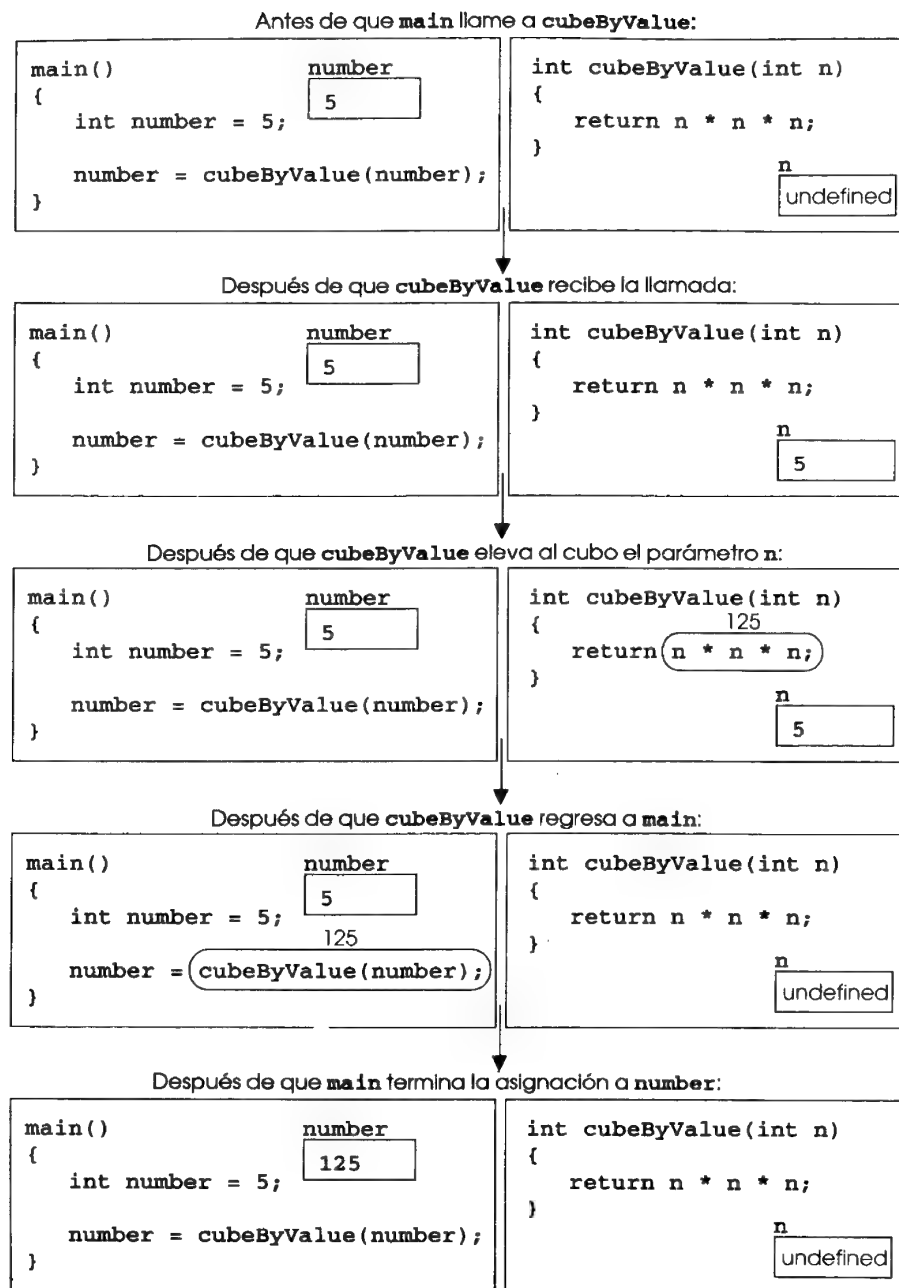 Antes de que main llame a cubeByValue:
main()
number
{
5
int number = 5;
number = cubeByValue(number);
}
int cubeByValue(int n)
{
return n * n * n;
}
n
undefined
Después de que cubeByValue recibe la llamada:
main()
number
{
5
int number = 5;
number = cubeByValue(number);
}
int cubeByValue(int n)
{
return n * n * n;
}
n
5
Después de que cubeByValue eleva al cubo el parámetro n:
main()
number
{
5
int number = 5;
number = cubeByValue(number);
}
int cubeByValue(int n)
{
125
return n * n * n;
}
n
5
Después de que cubeByValue regresa a main:
main()
number
{
5
int number = 5;
125
number = cubeByValue(number);
}
int cubeByValue(int n)
{
return n * n * n;
}
n
undefined
Después de que main termina la asignación a number:
main()
number
{
125
int number = 5;
number = cubeByValue(number);
}
int cubeByValue(int n)
{
return n * n * n;
}
n
undefined